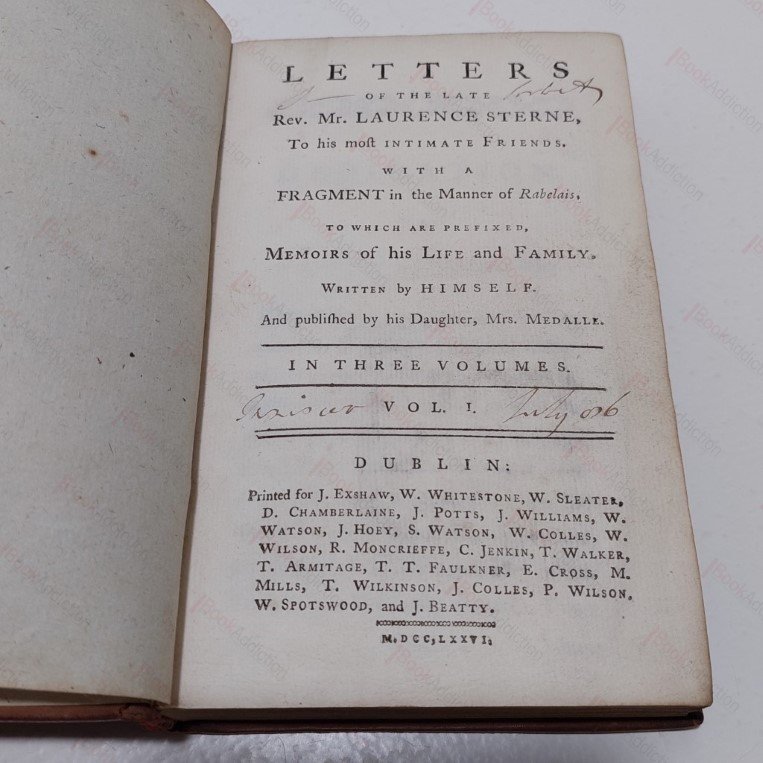 LETTERS
OF THE LATE
Rev. Mr. LAURENCE STERNE,
To his moſt INTIMATE FRIENDS.
WITH A
FRAGMENT in the Manner of Rabelais,
TO WHICH ARE PREFIXED,
MEMOIRS of his LIFE and FAMILY,
WRITTEN by HIMSELF.
And publiſhed by his Daughter, Mrs. MEDALLE.
IN THREE VOLUMES.
VOL. I. July
DUBLIN:
Printed for J. EXSHAW, W. WHITESTONE, W. SLEATER,
D. CHAMBERLAINE, J. POTTS, J. WILLIAMS, W.
WATSON, J. HOEY, S. WATSON, W. COLLES, W.
WILSON, R. MONCRIEFFE, C. JENKIN, T. WALKER,
T. ARMITAGE, T. T. FAULKNER, E. CROSS, M.
MILLS, T. WILKINSON, J. COLLES, P. WILSON,
W. SPOTSWOOD, and J. BEATTY.
M.DCC,LXXVI.